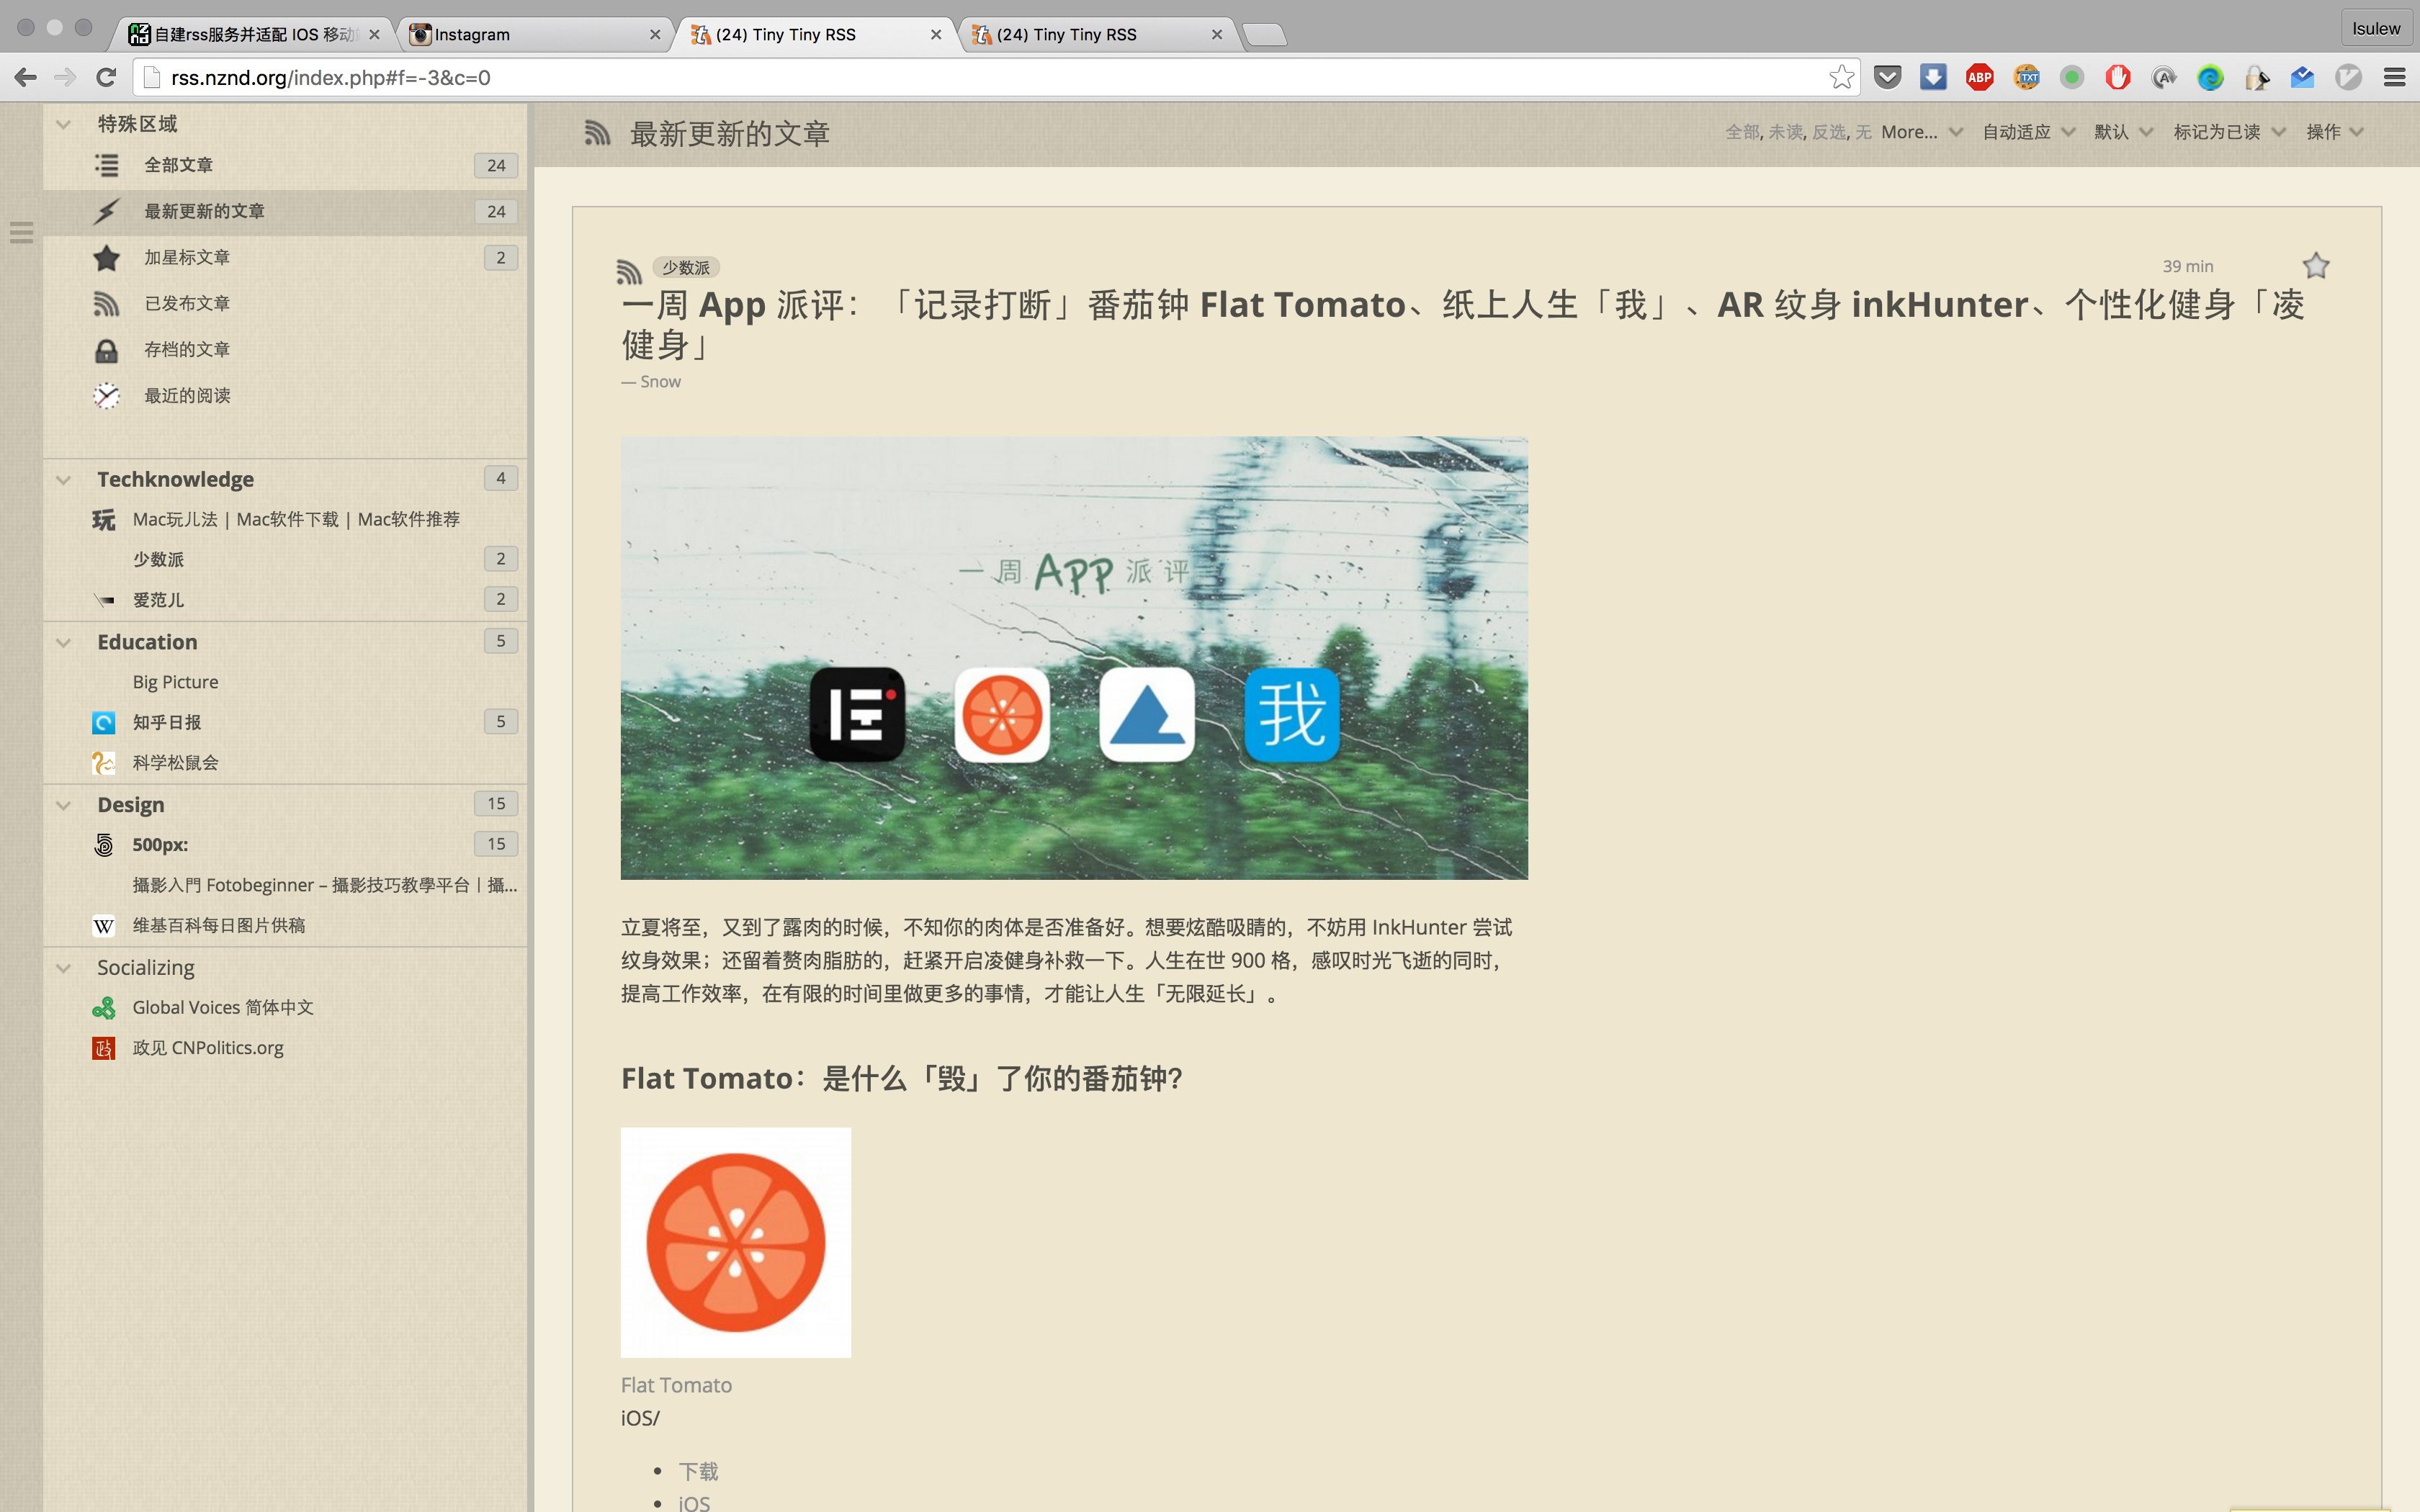 自建rss服务并适配 IOS 移动
Instagram
(24) Tiny Tiny RSS
(24) Tiny Tiny RSS
lsulew
rss.nznd.org/index.php#f=-3&c=0
ABP
TXT
特殊区域
全部文章 24
最新更新的文章 24
加星标文章 2
已发布文章
存档的文章
最近的阅读
Techknowledge 4
玩 Mac玩儿法 | Mac软件下载 | Mac软件推荐
少数派 2
爱范儿 2
Education 5
Big Picture
知乎日报 5
科学松鼠会
Design 15
500px: 15
攝影入門 Fotobeginner – 攝影技巧教學平台 | 攝...
W 维基百科每日图片供稿
Socializing
Global Voices 简体中文
政见 CNPolitics.org
最新更新的文章
全部, 未读, 反选, 无 More... 自动适应 默认 标记为已读 操作
少数派
39 min
一周 App 派评：「记录打断」番茄钟 Flat Tomato、纸上人生「我」、AR 纹身 inkHunter、个性化健身「凌
健身」
— Snow
一周 App 派评
我
立夏将至，又到了露肉的时候，不知你的肉体是否准备好。想要炫酷吸睛的，不妨用 InkHunter 尝试
纹身效果；还留着赘肉脂肪的，赶紧开启凌健身补救一下。人生在世 900 格，感叹时光飞逝的同时，
提高工作效率，在有限的时间里做更多的事情，才能让人生「无限延长」。
Flat Tomato：是什么「毁」了你的番茄钟？
Flat Tomato
iOS/
• 下载
• iOS